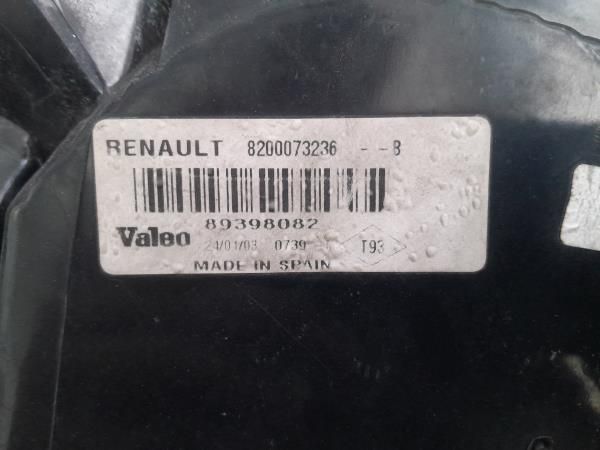 RENAULT 8200073236 --B
89398082
Valeo 24/01/03 0739 T93
MADE IN SPAIN